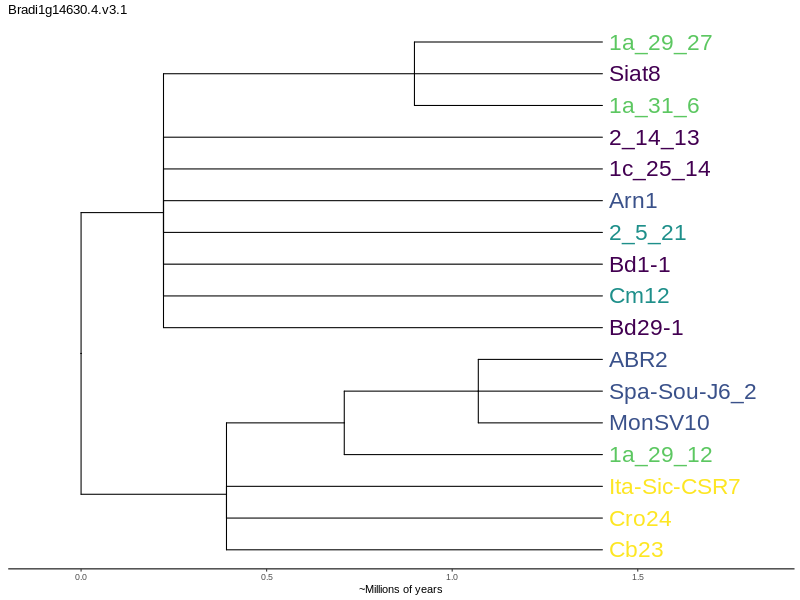 Bradi1g14630.4.v3.1
1a_29_27
Siat8
1a_31_6
2_14_13
1c_25_14
Arn1
2_5_21
Bd1-1
Cm12
Bd29-1
ABR2
Spa-Sou-J6_2
MonSV10
1a_29_12
Ita-Sic-CSR7
Cro24
Cb23
0.0 0.5 1.0 1.5
~Millions of years